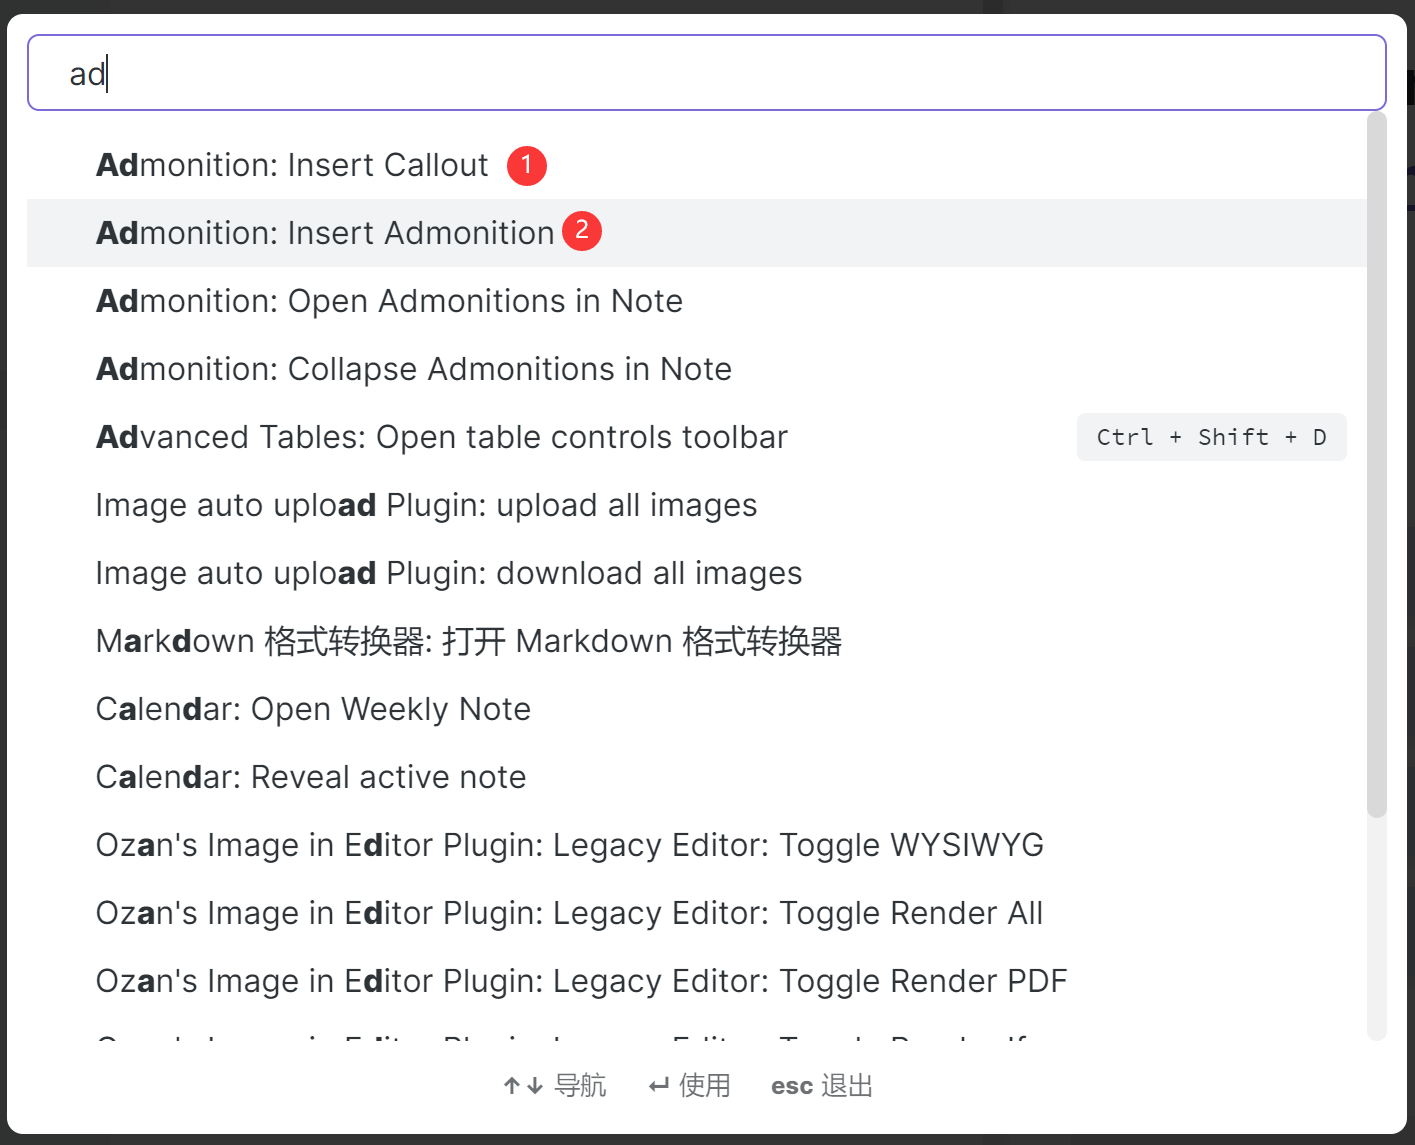 ad
Admonition: Insert Callout 1
Admonition: Insert Admonition 2
Admonition: Open Admonitions in Note
Admonition: Collapse Admonitions in Note
Advanced Tables: Open table controls toolbar Ctrl + Shift + D
Image auto upload Plugin: upload all images
Image auto upload Plugin: download all images
Markdown 格式转换器: 打开 Markdown 格式转换器
Calendar: Open Weekly Note
Calendar: Reveal active note
Ozan's Image in Editor Plugin: Legacy Editor: Toggle WYSIWYG
Ozan's Image in Editor Plugin: Legacy Editor: Toggle Render All
Ozan's Image in Editor Plugin: Legacy Editor: Toggle Render PDF
↑↓ 导航 ↵ 使用 esc 退出